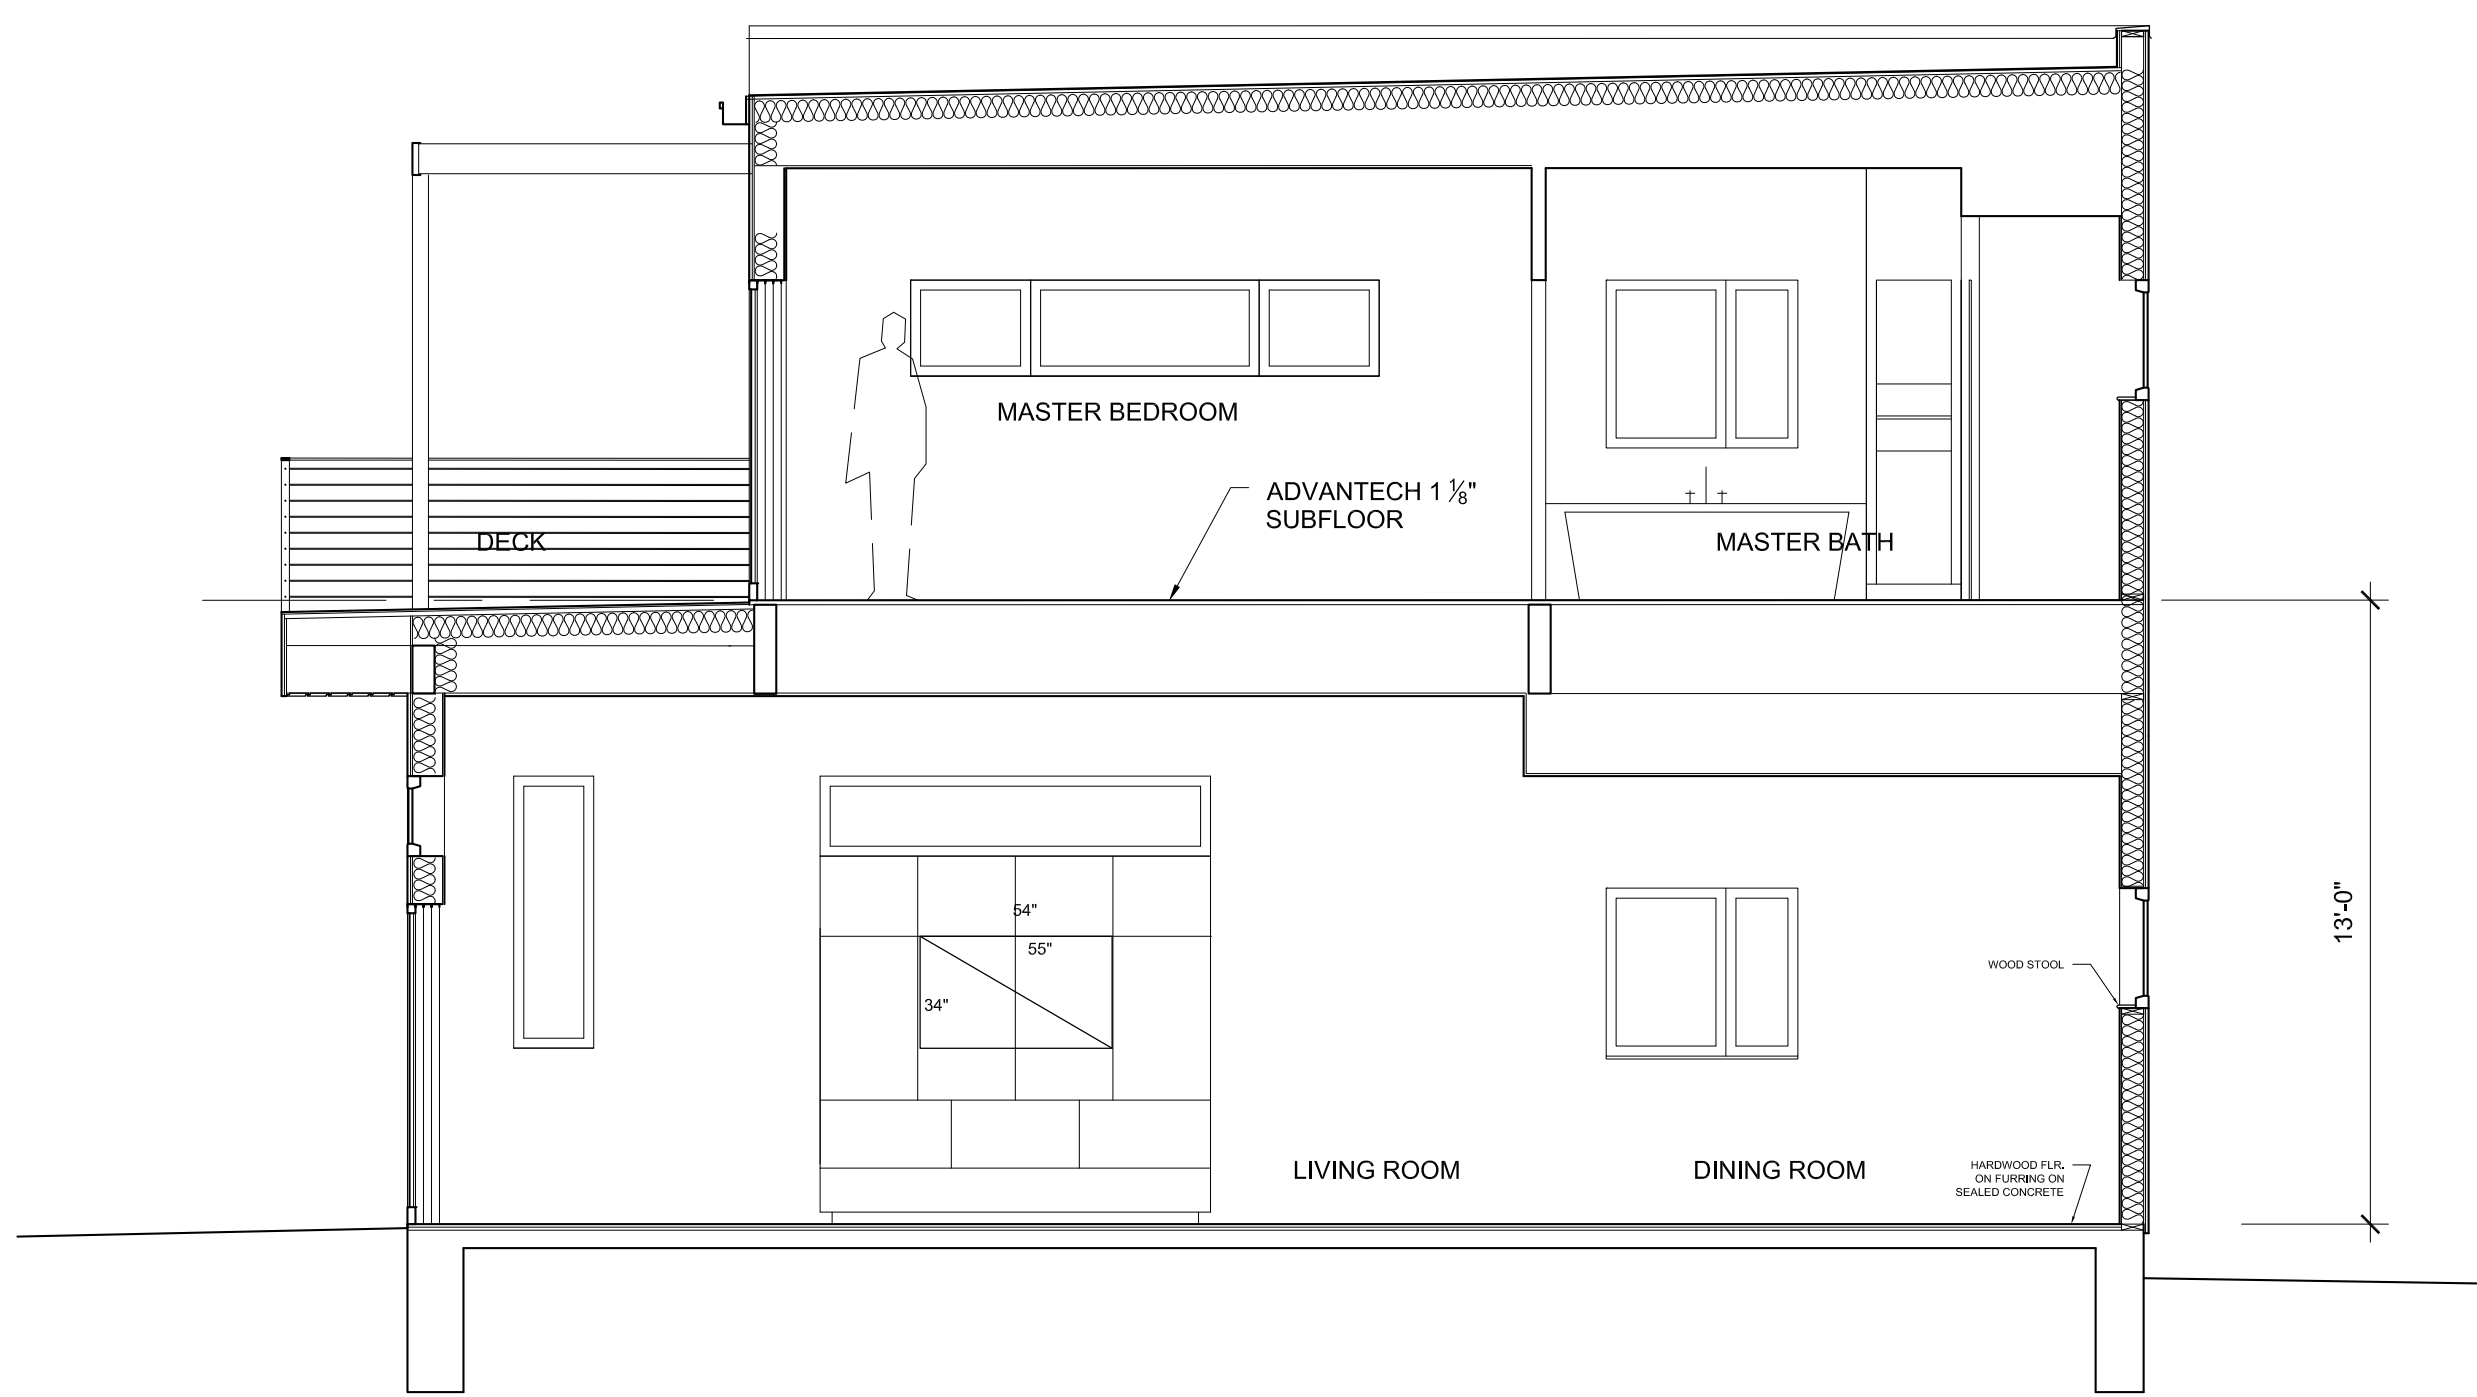 MASTER BEDROOM
ADVANTECH 1 ⅛"
SUBFLOOR
DECK
MASTER BATH
54"
55"
34"
13'-0"
WOOD STOOL
LIVING ROOM
DINING ROOM
HARDWOOD FLR.
ON FURRING ON
SEALED CONCRETE